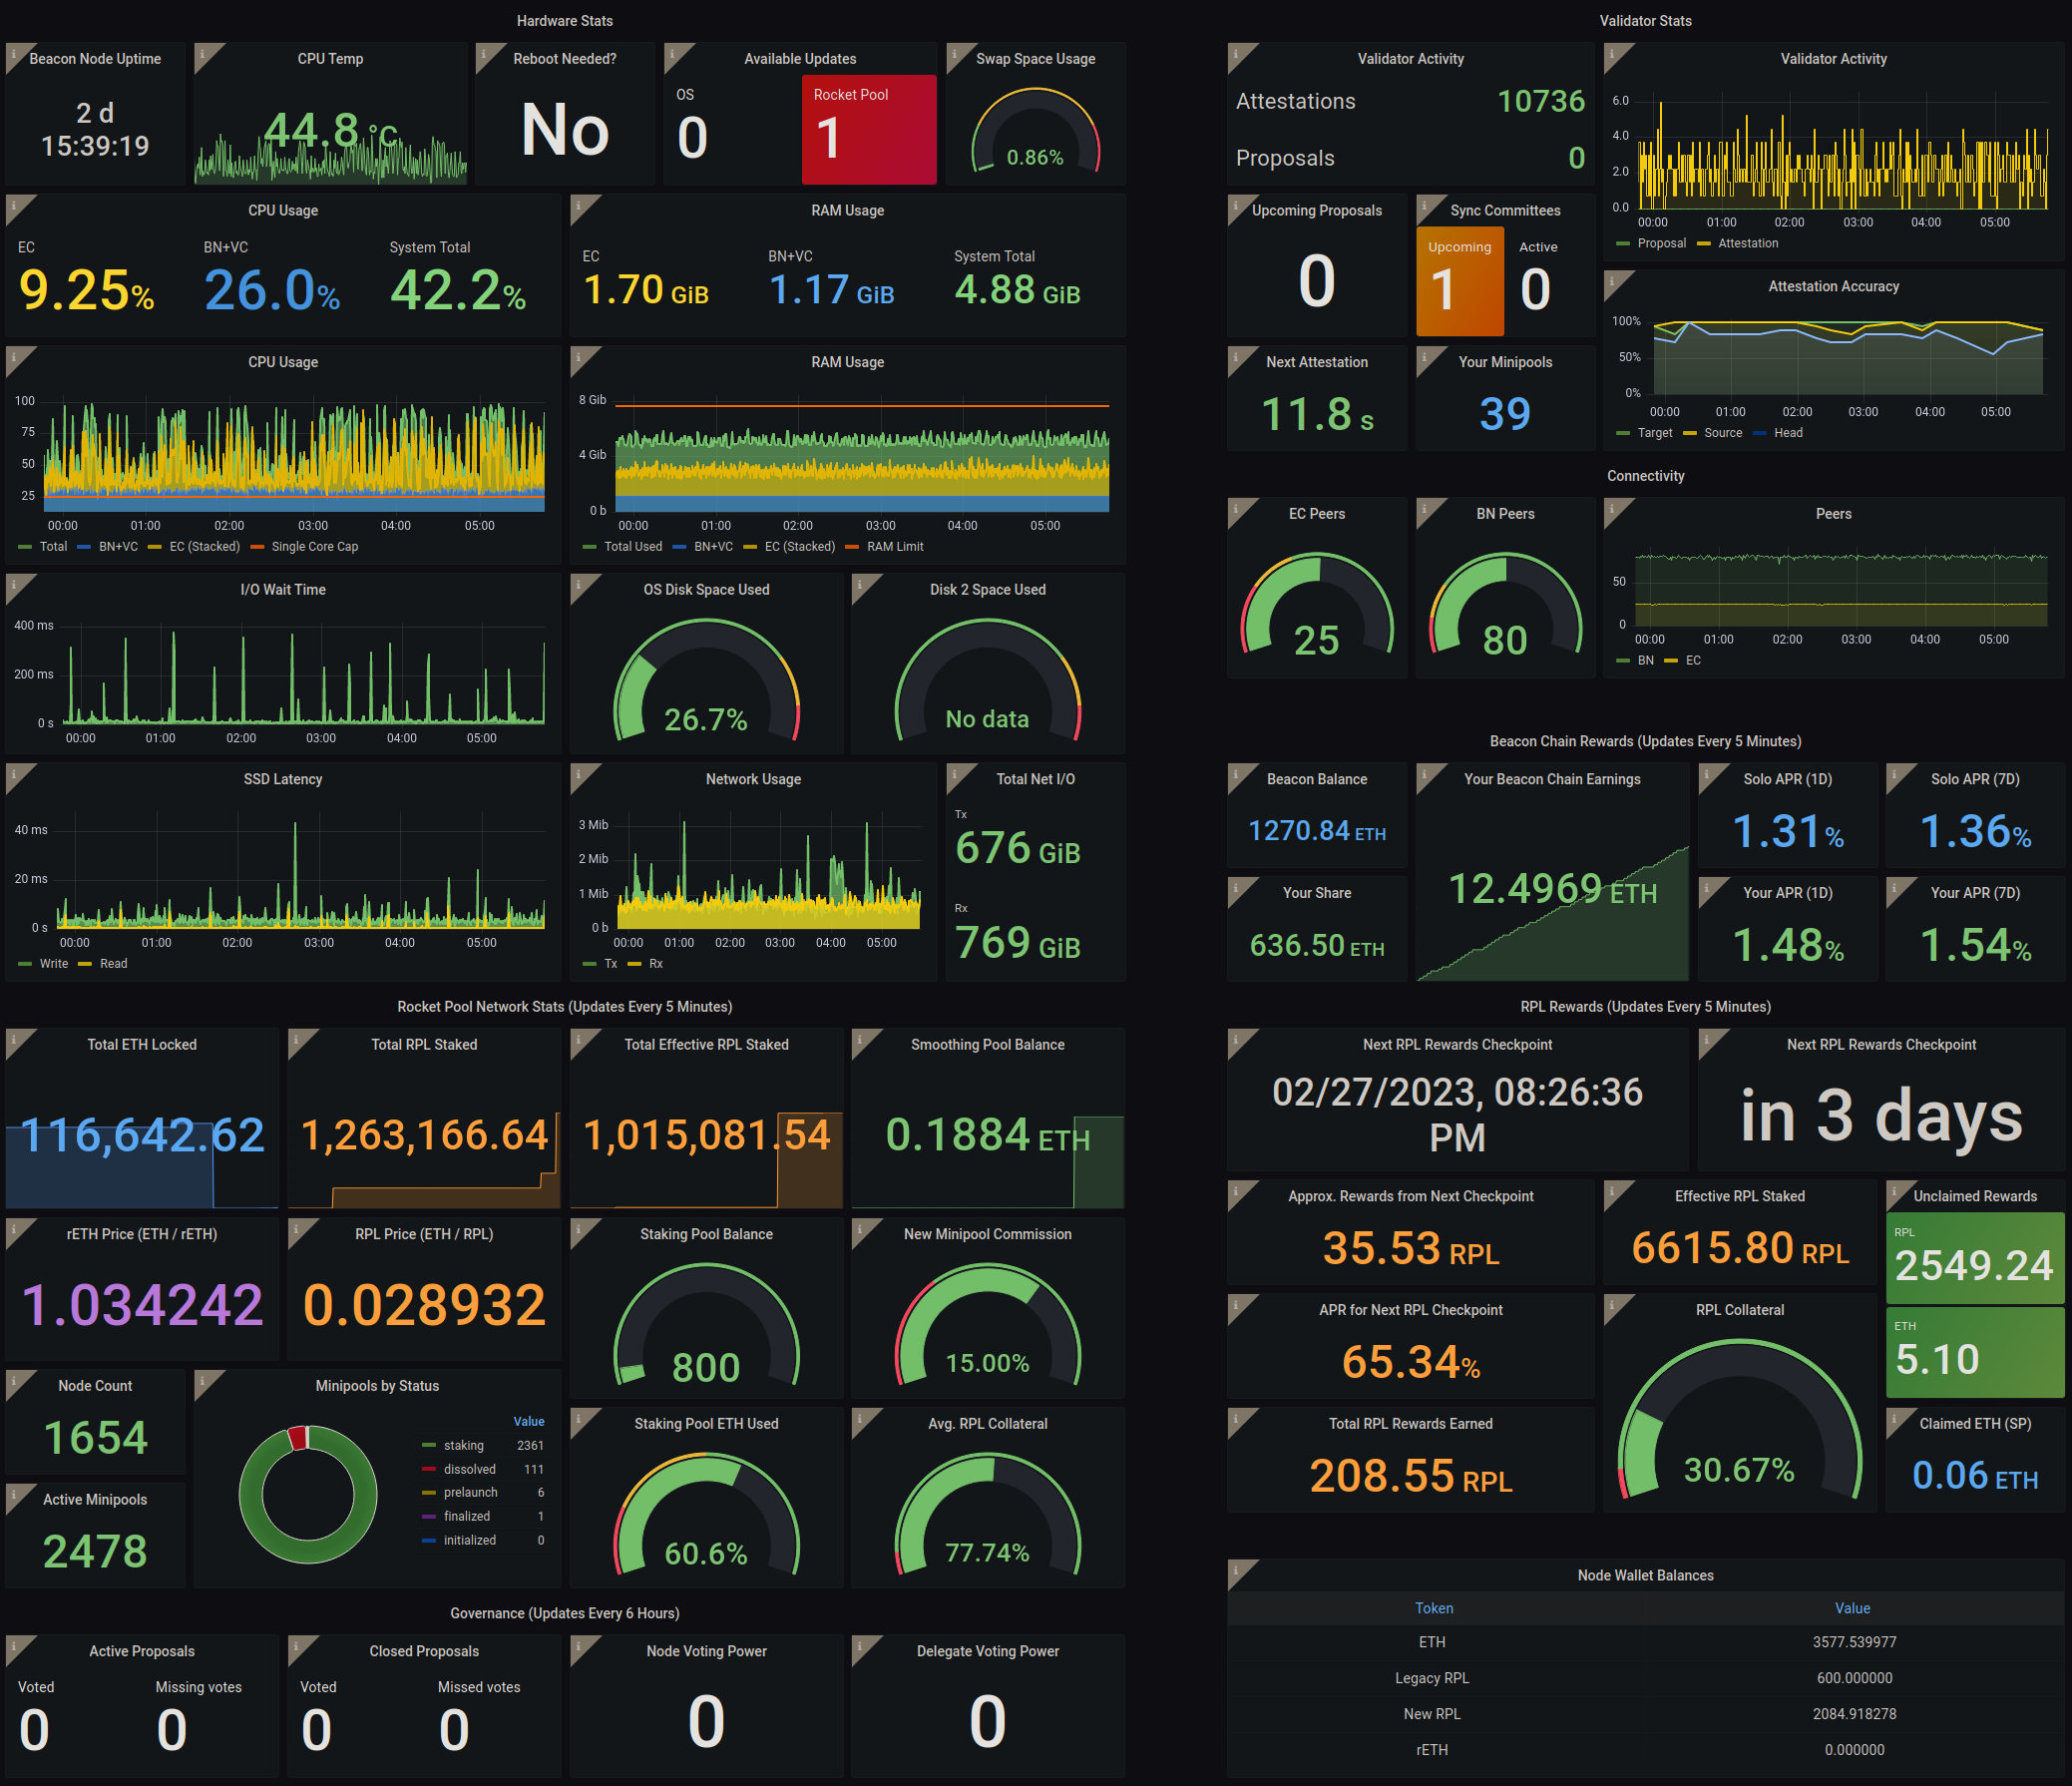 Hardware Stats
Beacon Node Uptime
2 d
15:39:19
CPU Temp
44.8 °C
Reboot Needed?
No
Available Updates
OS
0
Rocket Pool
1
Swap Space Usage
0.86%
CPU Usage
EC
9.25%
BN+VC
26.0%
System Total
42.2%
RAM Usage
EC
1.70 GiB
BN+VC
1.17 GiB
System Total
4.88 GiB
CPU Usage
100
75
50
25
00:00 01:00 02:00 03:00 04:00 05:00
Total BN+VC EC (Stacked) Single Core Cap
RAM Usage
8 Gib
4 Gib
0 b
00:00 01:00 02:00 03:00 04:00 05:00
Total Used BN+VC EC (Stacked) RAM Limit
I/O Wait Time
400 ms
200 ms
0 s
00:00 01:00 02:00 03:00 04:00 05:00
OS Disk Space Used
26.7%
Disk 2 Space Used
No data
SSD Latency
40 ms
20 ms
0 s
00:00 01:00 02:00 03:00 04:00 05:00
Write Read
Network Usage
3 Mib
2 Mib
1 Mib
0 b
00:00 01:00 02:00 03:00 04:00 05:00
Tx Rx
Total Net I/O
Tx
676 GiB
Rx
769 GiB
Rocket Pool Network Stats (Updates Every 5 Minutes)
Total ETH Locked
116,642.62
Total RPL Staked
1,263,166.64
Total Effective RPL Staked
1,015,081.54
Smoothing Pool Balance
0.1884 ETH
rETH Price (ETH / rETH)
1.034242
RPL Price (ETH / RPL)
0.028932
Staking Pool Balance
800
New Minipool Commission
15.00%
Node Count
1654
Active Minipools
2478
Minipools by Status
Value
staking 2361
dissolved 111
prelaunch 6
finalized 1
initialized 0
Staking Pool ETH Used
60.6%
Avg. RPL Collateral
77.74%
Governance (Updates Every 6 Hours)
Active Proposals
Voted
0
Missing votes
0
Closed Proposals
Voted
0
Missed votes
0
Node Voting Power
0
Delegate Voting Power
0
Validator Stats
Validator Activity
Attestations 10736
Proposals 0
Validator Activity
6.0
4.0
2.0
0.0
00:00 01:00 02:00 03:00 04:00 05:00
Proposal Attestation
Upcoming Proposals
0
Sync Committees
Upcoming
1
Active
0
Attestation Accuracy
100%
50%
0%
00:00 01:00 02:00 03:00 04:00 05:00
Target Source Head
Next Attestation
11.8 s
Your Minipools
39
Connectivity
EC Peers
25
BN Peers
80
Peers
50
0
00:00 01:00 02:00 03:00 04:00 05:00
BN EC
Beacon Chain Rewards (Updates Every 5 Minutes)
Beacon Balance
1270.84 ETH
Your Share
636.50 ETH
Your Beacon Chain Earnings
12.4969 ETH
Solo APR (1D)
1.31%
Solo APR (7D)
1.36%
Your APR (1D)
1.48%
Your APR (7D)
1.54%
RPL Rewards (Updates Every 5 Minutes)
Next RPL Rewards Checkpoint
02/27/2023, 08:26:36
PM
Next RPL Rewards Checkpoint
in 3 days
Approx. Rewards from Next Checkpoint
35.53 RPL
Effective RPL Staked
6615.80 RPL
Unclaimed Rewards
RPL
2549.24
ETH
5.10
APR for Next RPL Checkpoint
65.34%
RPL Collateral
30.67%
Total RPL Rewards Earned
208.55 RPL
Claimed ETH (SP)
0.06 ETH
Node Wallet Balances
Token Value
ETH 3577.539977
Legacy RPL 600.000000
New RPL 2084.918278
rETH 0.000000